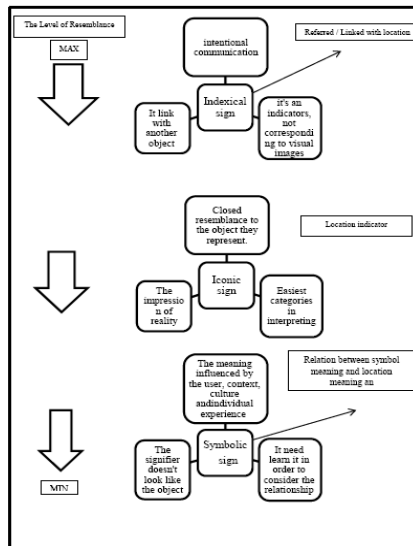 The Level of Resemblance
MAX
intentional
communication
Referred / Linked with location
Indexical
sign
It link
with
another
object
it's an
indicators,
not
correspondi
ng to visual
images
Closed
resemblance to
the object they
represent.
Location indicator
Iconic
sign
The
impressio
n of
reality
Easiest
categories
in
interpreting
The meaning
influenced by
the user, context,
culture
andindividual
experience
Relation between symbol
meaning and location
meaning an
Symbolic
sign
The
signifier
doesn't
look like
the object
It need
learn it in
order to
consider the
relationship
MIN